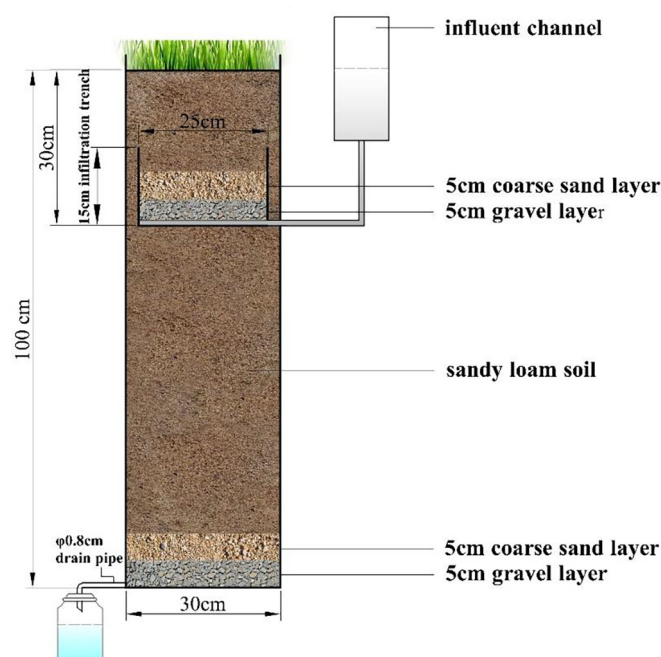 influent channel
15cm infiltration trench
30cm
25cm
5cm coarse sand layer
5cm gravel layer
100 cm
sandy loam soil
φ0.8cm
drain pipe
5cm coarse sand layer
5cm gravel layer
30cm